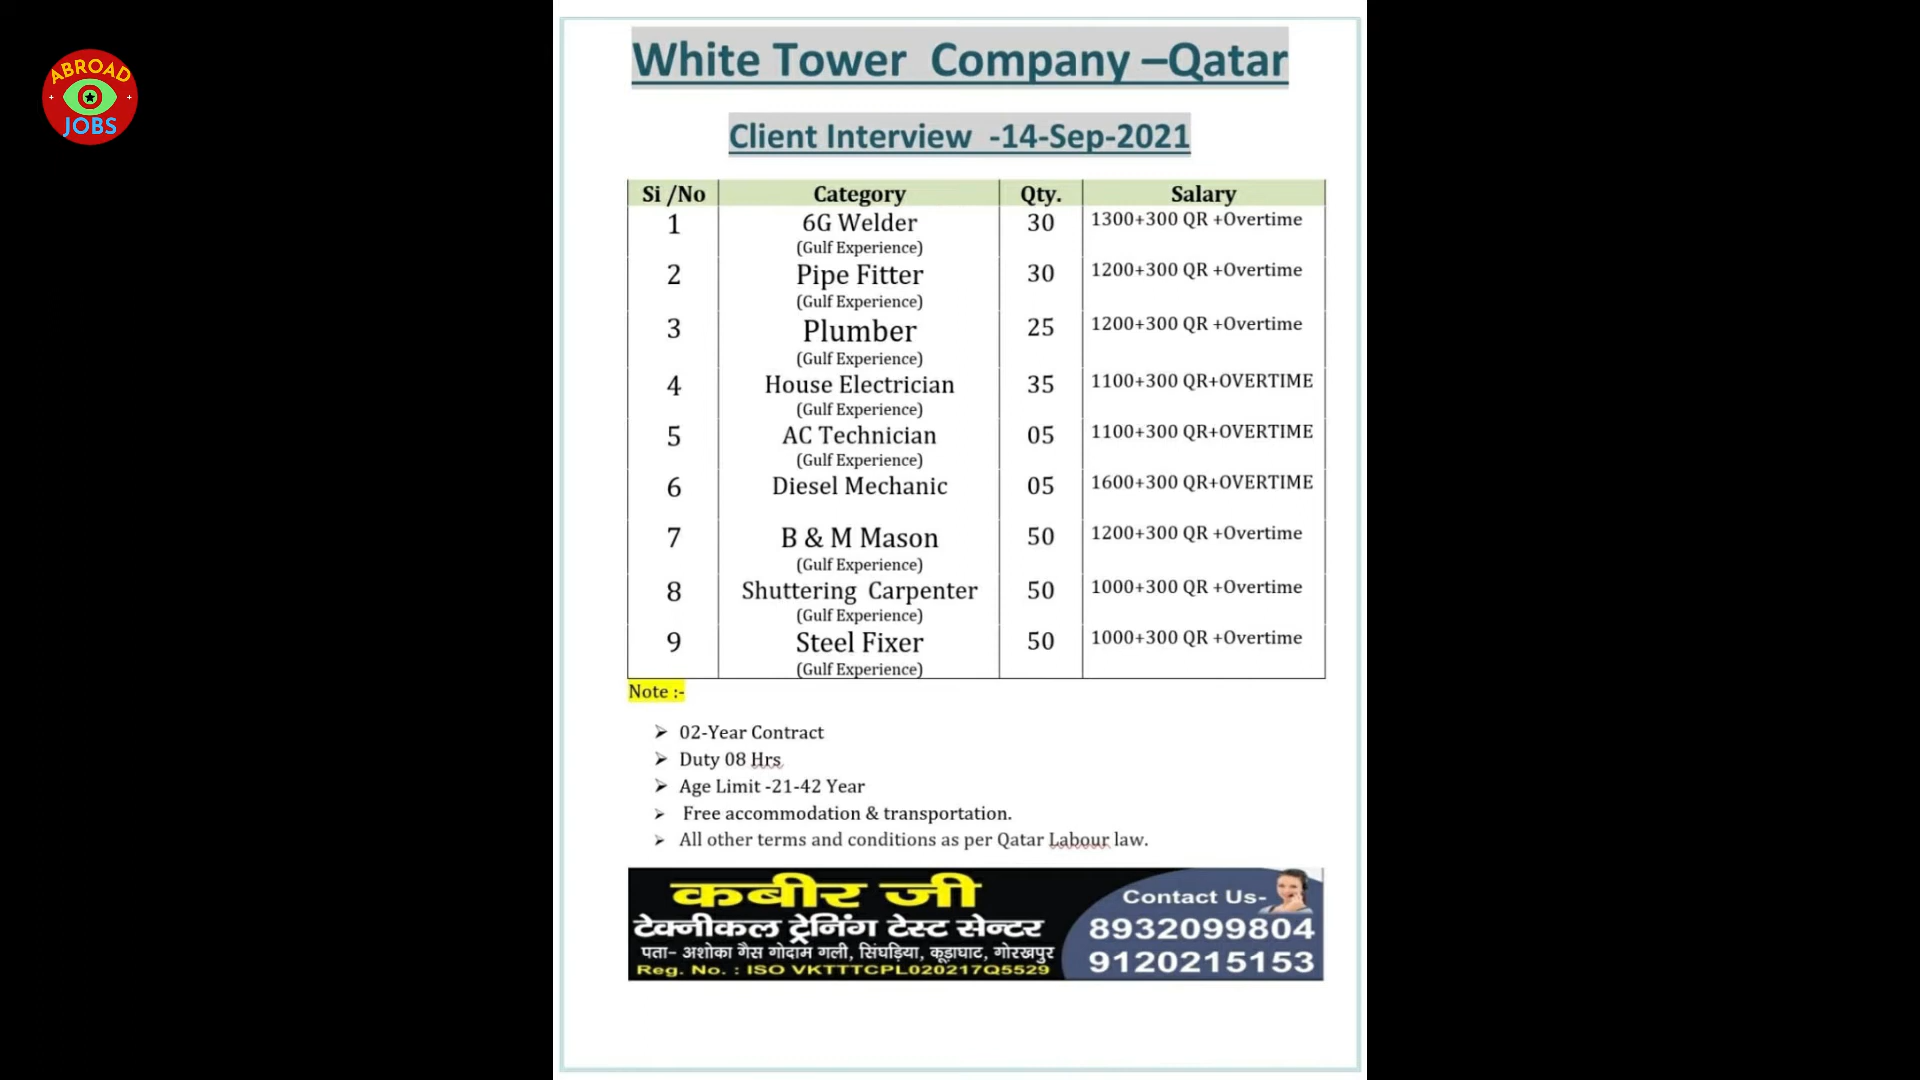 ABROAD
JOBS
White Tower Company –Qatar
Client Interview -14-Sep-2021
Si /No Category Qty. Salary
1 6G Welder 30 1300+300 QR +Overtime
(Gulf Experience)
2 Pipe Fitter 30 1200+300 QR +Overtime
(Gulf Experience)
3 Plumber 25 1200+300 QR +Overtime
(Gulf Experience)
4 House Electrician 35 1100+300 QR+OVERTIME
(Gulf Experience)
5 AC Technician 05 1100+300 QR+OVERTIME
(Gulf Experience)
6 Diesel Mechanic 05 1600+300 QR+OVERTIME
7 B & M Mason 50 1200+300 QR +Overtime
(Gulf Experience)
8 Shuttering Carpenter 50 1000+300 QR +Overtime
(Gulf Experience)
9 Steel Fixer 50 1000+300 QR +Overtime
(Gulf Experience)
Note :-
02-Year Contract
Duty 08 Hrs
Age Limit -21-42 Year
Free accommodation & transportation.
All other terms and conditions as per Qatar Labour law.
कबीर जी
टेक्नीकल ट्रेनिंग टेस्ट सेन्टर
पता– अशोका गैस गोदाम गली, सिंघड़िया, कूड़ाघाट, गोरखपुर
Reg. No. : ISO VKTTTCPL020217Q5529
Contact Us-
8932099804
9120215153